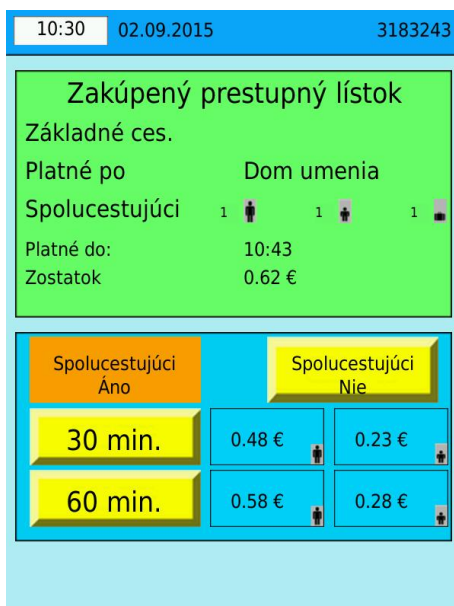 10:30 02.09.2015 3183243
Zakúpený prestupný lístok
Základné ces.
Platné po Dom umenia
Spolucestujúci 1 1 1
Platné do: 10:43
Zostatok 0.62 €
Spolucestujúci
Áno
Spolucestujúci
Nie
30 min. 0.48 € 0.23 €
60 min. 0.58 € 0.28 €